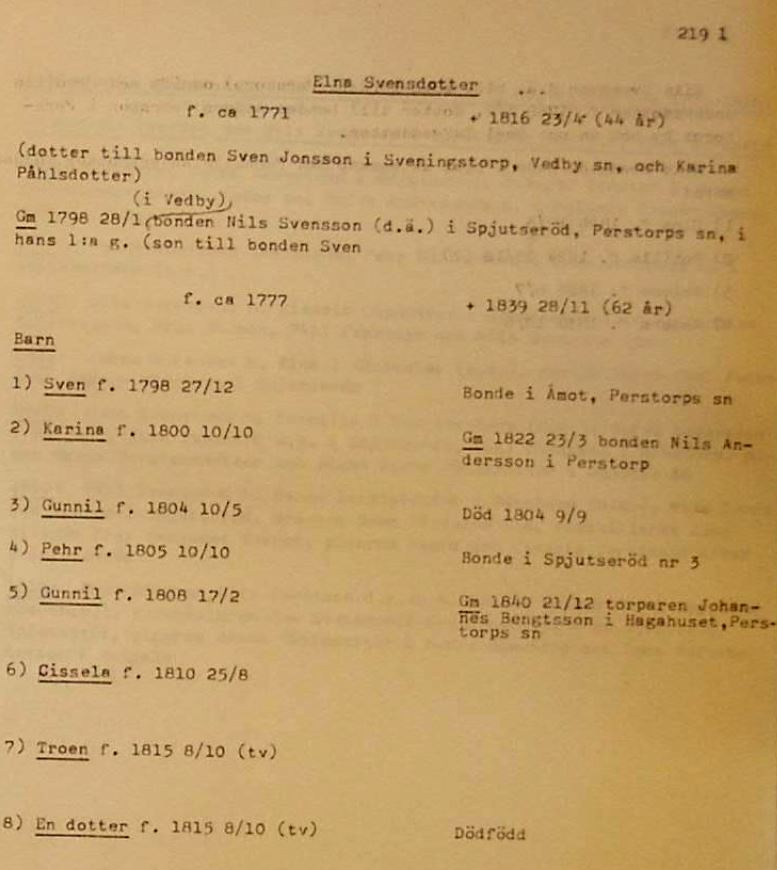 219 1
Elna Svensdotter
f. ca 1771 + 1816 23/4 (44 år)
(dotter till bonden Sven Jonsson i Sveningstorp, Vedby sn, och Karina
Påhlsdotter)
(i Vedby)
Gm 1798 28/1 bonden Nils Svensson (d.ä.) i Spjutseröd, Perstorps sn, i
hans 1:a g. (son till bonden Sven
f. ca 1777 + 1839 28/11 (62 år)
Barn
1) Sven f. 1798 27/12 Bonde i Åmot, Perstorps sn
2) Karina f. 1800 10/10 Gm 1822 23/3 bonden Nils An-
dersson i Perstorp
3) Gunnil f. 1804 10/5 Död 1804 9/9
4) Pehr f. 1805 10/10 Bonde i Spjutseröd nr 3
5) Gunnil f. 1808 17/2 Gm 1840 21/12 torparen Johan-
nes Bengtsson i Hagahuset,Pers-
torps sn
6) Cissela f. 1810 25/8
7) Troen f. 1815 8/10 (tv)
8) En dotter f. 1815 8/10 (tv) Dödfödd